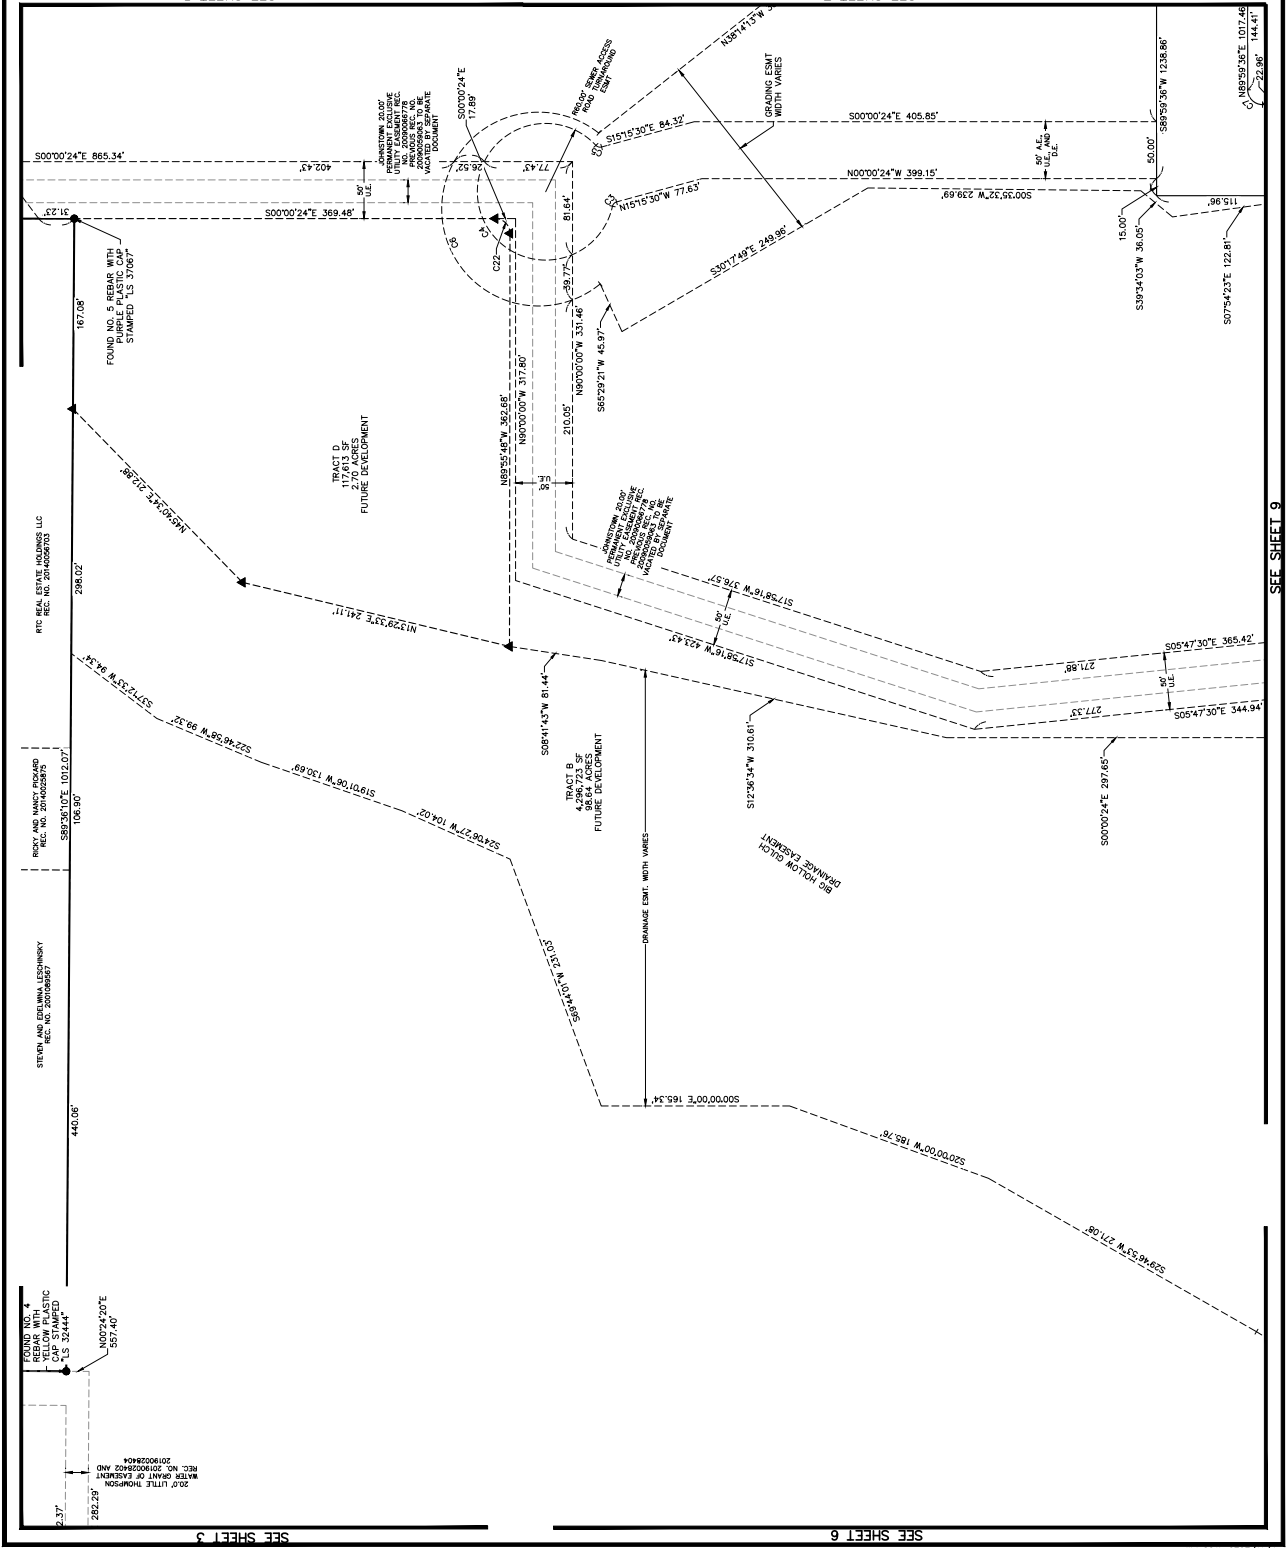 S00°00'24"E 865.34'
402.43'
26.52'
77.43'
50'
U.E.
JOHNSTOWN 20.00'
PERMANENT EXCLUSIVE
UTILITY EASEMENT REC.
NO. 20090066778
PREVIOUS REC. NO.
20090059063 TO BE
VACATED BY SEPARATE
DOCUMENT
S00°00'24"E
17.89'
R60.00' SEWER ACCESS
ROAD TURNAROUND
ESMT
GRADING ESMT
WIDTH VARIES
S15°15'30"E 84.32'
N15°15'30"W 77.63'
S00°00'24"E 405.85'
N00°00'24"W 399.15'
50' A.E.,
U.E., AND
D.E.
S89°59'36"W 1238.86'
50.00'
N89°59'36"E 1017.46'
144.41'
22.96'
31.23'
S00°00'24"E 369.48'
C6
C4
C22
C3
81.64'
39.77'
S00°35'32"W 239.69'
S30°17'49"E 249.96'
15.00'
S39°34'03"W 36.05'
115.96'
S07°54'23"E 122.81'
FOUND NO. 5 REBAR WITH
PURPLE PLASTIC CAP
STAMPED "LS 37067"
167.08'
N90°00'00"W 331.46'
S65°29'21"W 45.97'
210.05'
N90°00'00"W 317.80'
N89°55'48"W 362.68'
50'
U.E.
TRACT D
117,613 SF
2.70 ACRES
FUTURE DEVELOPMENT
N45°40'34"E 212.88'
RTC REAL ESTATE HOLDINGS LLC
REC. NO. 20140056703
298.02'
N13°29'33"E 241.11'
JOHNSTOWN 20.00'
PERMANENT EXCLUSIVE
UTILITY EASEMENT REC.
NO. 20090066778
PREVIOUS REC. NO.
20090059063 TO BE
VACATED BY SEPARATE
DOCUMENT
S17°58'16"W 376.57'
S17°58'16"W 423.43'
50'
U.E.
S05°47'30"E 365.42'
271.88'
50'
U.E.
277.33'
S05°47'30"E 344.94'
SEE SHEET 9
S37°12'33"W 94.34'
S22°46'58"W 99.32'
S19°01'06"W 130.69'
S24°06'27"W 104.02'
S08°41'43"W 81.44'
S12°36'34"W 310.61'
S00°00'24"E 297.65'
RICKY AND NANCY PICKARD
REC. NO. 20140025875
S89°36'10"E 1012.07'
106.90'
TRACT B
4,296,723 SF
98.64 ACRES
FUTURE DEVELOPMENT
DRAINAGE ESMT. WIDTH VARIES
BIG HOLLOW GULCH
DRAINAGE EASEMENT
STEVEN AND EDELWINA LESCHINSKY
REC. NO. 2001089567
440.06'
S69°44'01"W 231.03'
S00°00'00"E 165.34'
S20°00'00"W 185.76'
S29°46'53"W 271.08'
FOUND NO. 4
REBAR WITH
YELLOW PLASTIC
CAP STAMPED
"LS 32444"
N00°24'20"E
557.40'
20.0' LITTLE THOMPSON
WATER GRANT OF EASEMENT
REC. NO. 20190028402 AND
20190028404
2.37'
282.29'
SEE SHEET 3
SEE SHEET 6